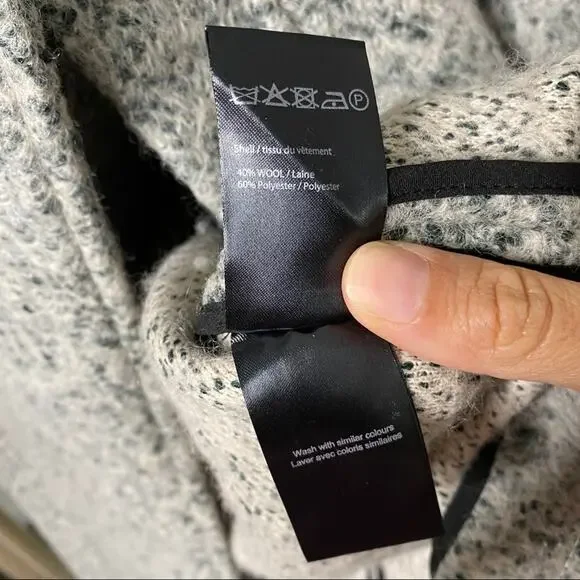 P
Shell / tissu du vêtement
40% WOOL / Laine
60% Polyester / Polyester
Wash with similar colours
Laver avec coloris similaires